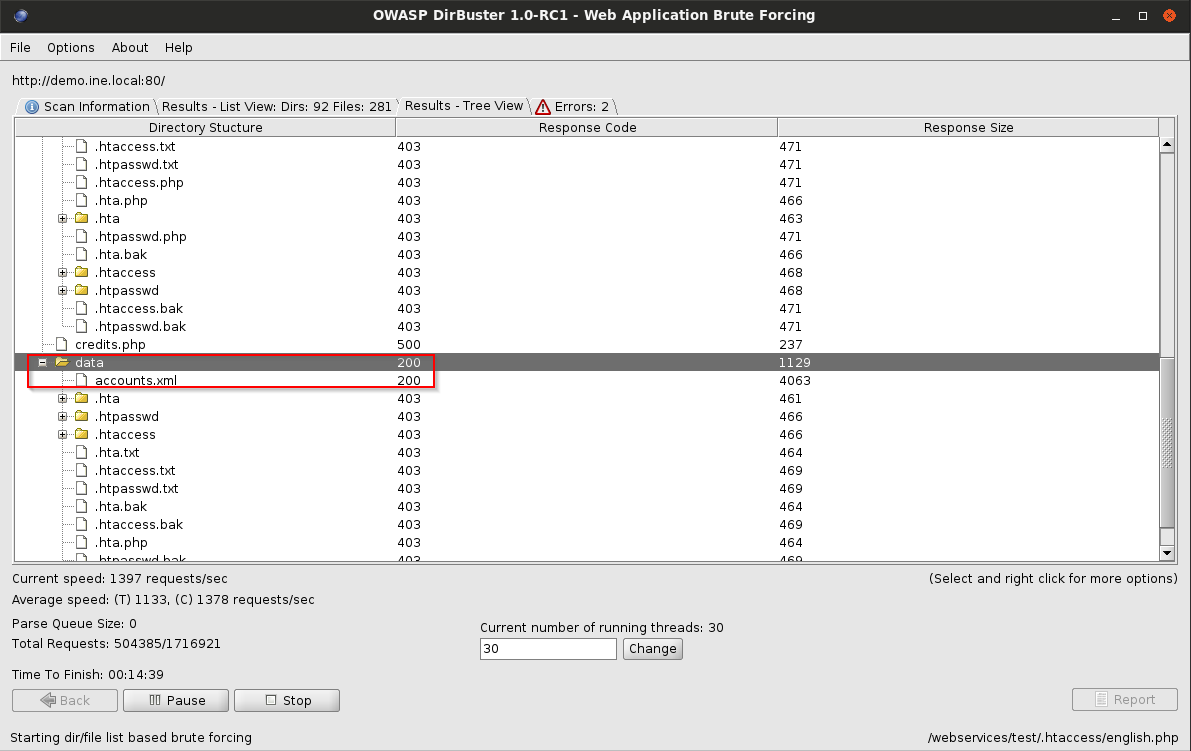 OWASP DirBuster 1.0-RC1 - Web Application Brute Forcing
File Options About Help
http://demo.ine.local:80/
Scan Information Results - List View: Dirs: 92 Files: 281 Results - Tree View Errors: 2
Directory Stucture Response Code Response Size
.htaccess.txt 403 471
.htpasswd.txt 403 471
.htaccess.php 403 471
.hta.php 403 466
.hta 403 463
.htpasswd.php 403 471
.hta.bak 403 466
.htaccess 403 468
.htpasswd 403 468
.htaccess.bak 403 471
.htpasswd.bak 403 471
credits.php 500 237
data 200 1129
accounts.xml 200 4063
.hta 403 461
.htpasswd 403 466
.htaccess 403 466
.hta.txt 403 464
.htaccess.txt 403 469
.htpasswd.txt 403 469
.hta.bak 403 464
.htaccess.bak 403 469
.hta.php 403 464
.htpasswd.bak 403 469
Current speed: 1397 requests/sec (Select and right click for more options)
Average speed: (T) 1133, (C) 1378 requests/sec
Parse Queue Size: 0
Total Requests: 504385/1716921
Current number of running threads: 30
30 Change
Time To Finish: 00:14:39
Back Pause Stop Report
Starting dir/file list based brute forcing /webservices/test/.htaccess/english.php